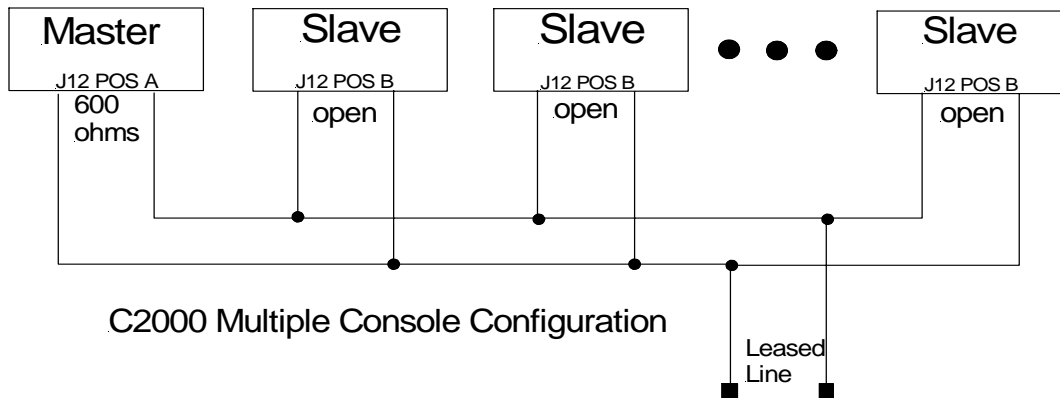 Master
J12 POS A
600
ohms
Slave
J12 POS B
open
Slave
J12 POS B
open
Slave
J12 POS B
open
C2000 Multiple Console Configuration
Leased
Line